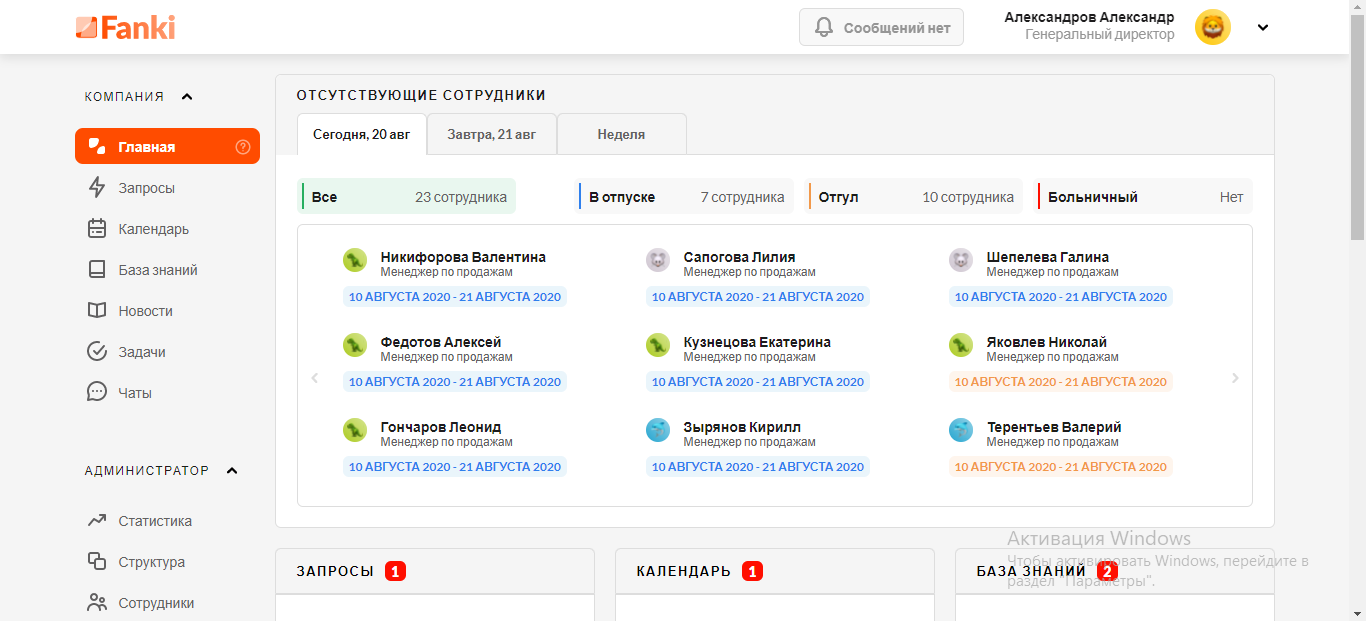 Fanki
Сообщений нет
Александров Александр
Генеральный директор
КОМПАНИЯ
Главная
?
Запросы
Календарь
База знаний
Новости
Задачи
Чаты
АДМИНИСТРАТОР
Статистика
Структура
Сотрудники
ОТСУТСТВУЮЩИЕ СОТРУДНИКИ
Сегодня, 20 авг
Завтра, 21 авг
Неделя
Все 23 сотрудника
В отпуске 7 сотрудника
Отгул 10 сотрудника
Больничный Нет
Никифорова Валентина
Менеджер по продажам
10 АВГУСТА 2020 - 21 АВГУСТА 2020
Сапогова Лилия
Менеджер по продажам
10 АВГУСТА 2020 - 21 АВГУСТА 2020
Шепелева Галина
Менеджер по продажам
10 АВГУСТА 2020 - 21 АВГУСТА 2020
Федотов Алексей
Менеджер по продажам
10 АВГУСТА 2020 - 21 АВГУСТА 2020
Кузнецова Екатерина
Менеджер по продажам
10 АВГУСТА 2020 - 21 АВГУСТА 2020
Яковлев Николай
Менеджер по продажам
10 АВГУСТА 2020 - 21 АВГУСТА 2020
Гончаров Леонид
Менеджер по продажам
10 АВГУСТА 2020 - 21 АВГУСТА 2020
Зырянов Кирилл
Менеджер по продажам
10 АВГУСТА 2020 - 21 АВГУСТА 2020
Терентьев Валерий
Менеджер по продажам
10 АВГУСТА 2020 - 21 АВГУСТА 2020
ЗАПРОСЫ 1
КАЛЕНДАРЬ 1
БАЗА ЗНАНИЙ 2
Активация Windows
Чтобы активировать Windows, перейдите в
раздел "Параметры".